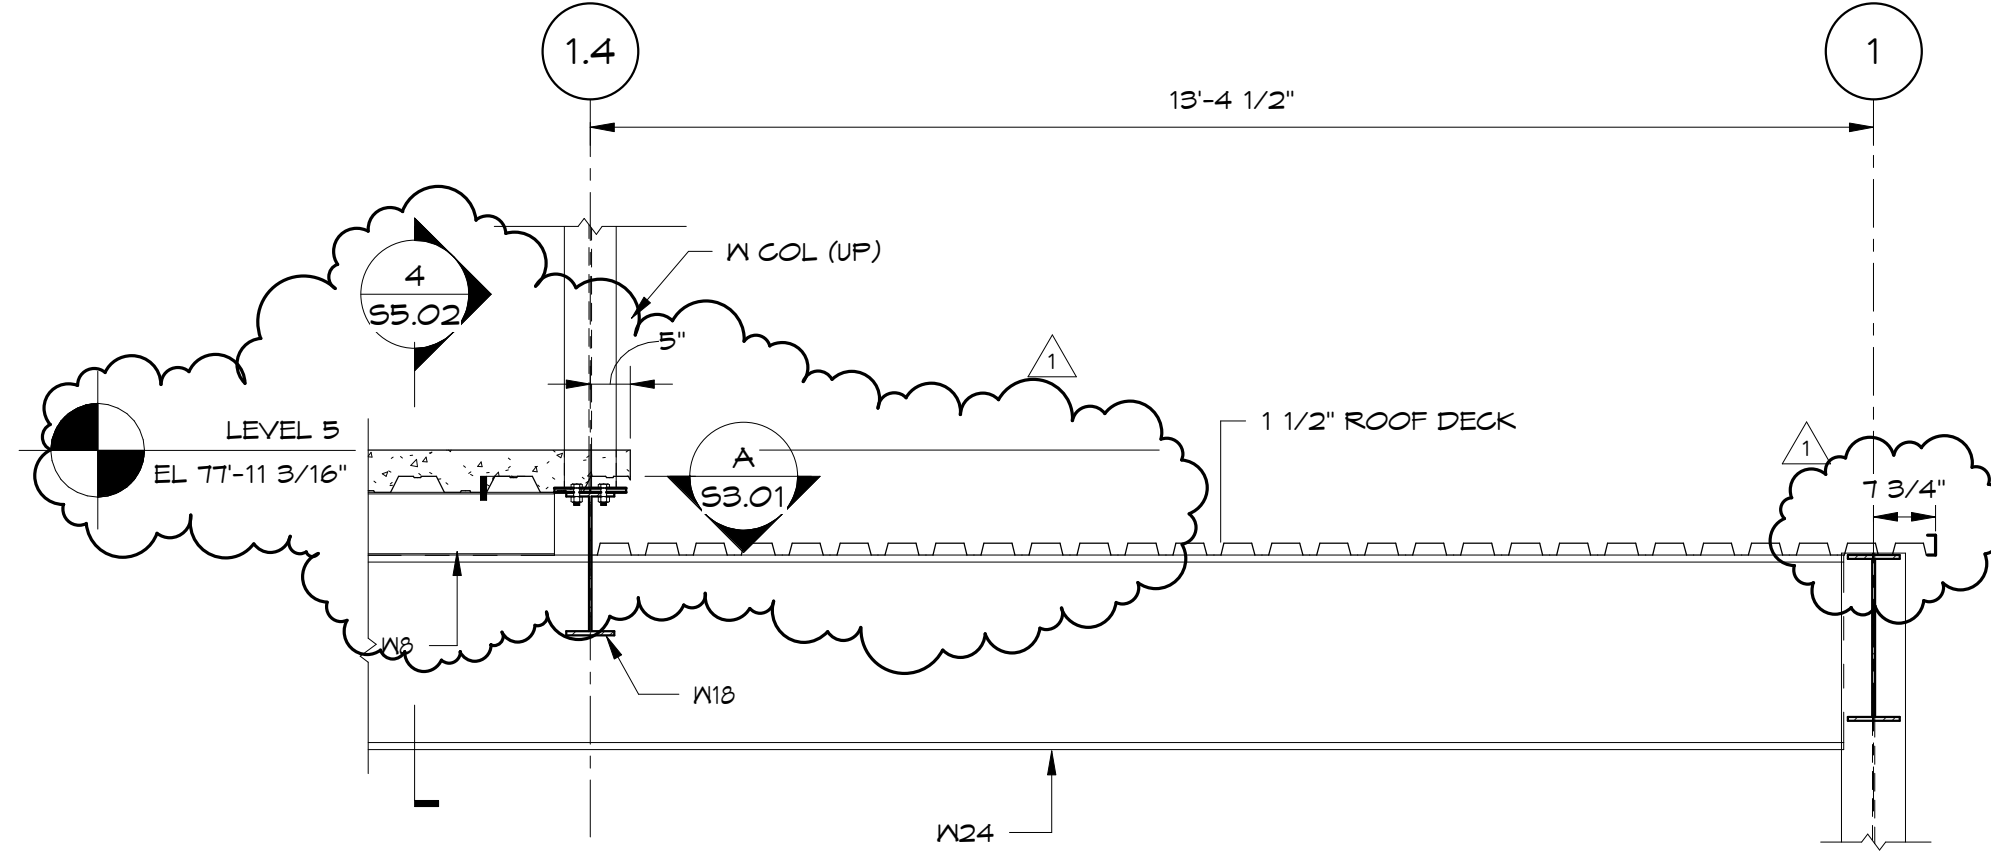 1.4
1
13'-4 1/2"
W COL (UP)
4
S5.02
5"
1
1 1/2" ROOF DECK
LEVEL 5
EL 77'-11 3/16"
A
S3.01
1
7 3/4"
W8
W18
W24